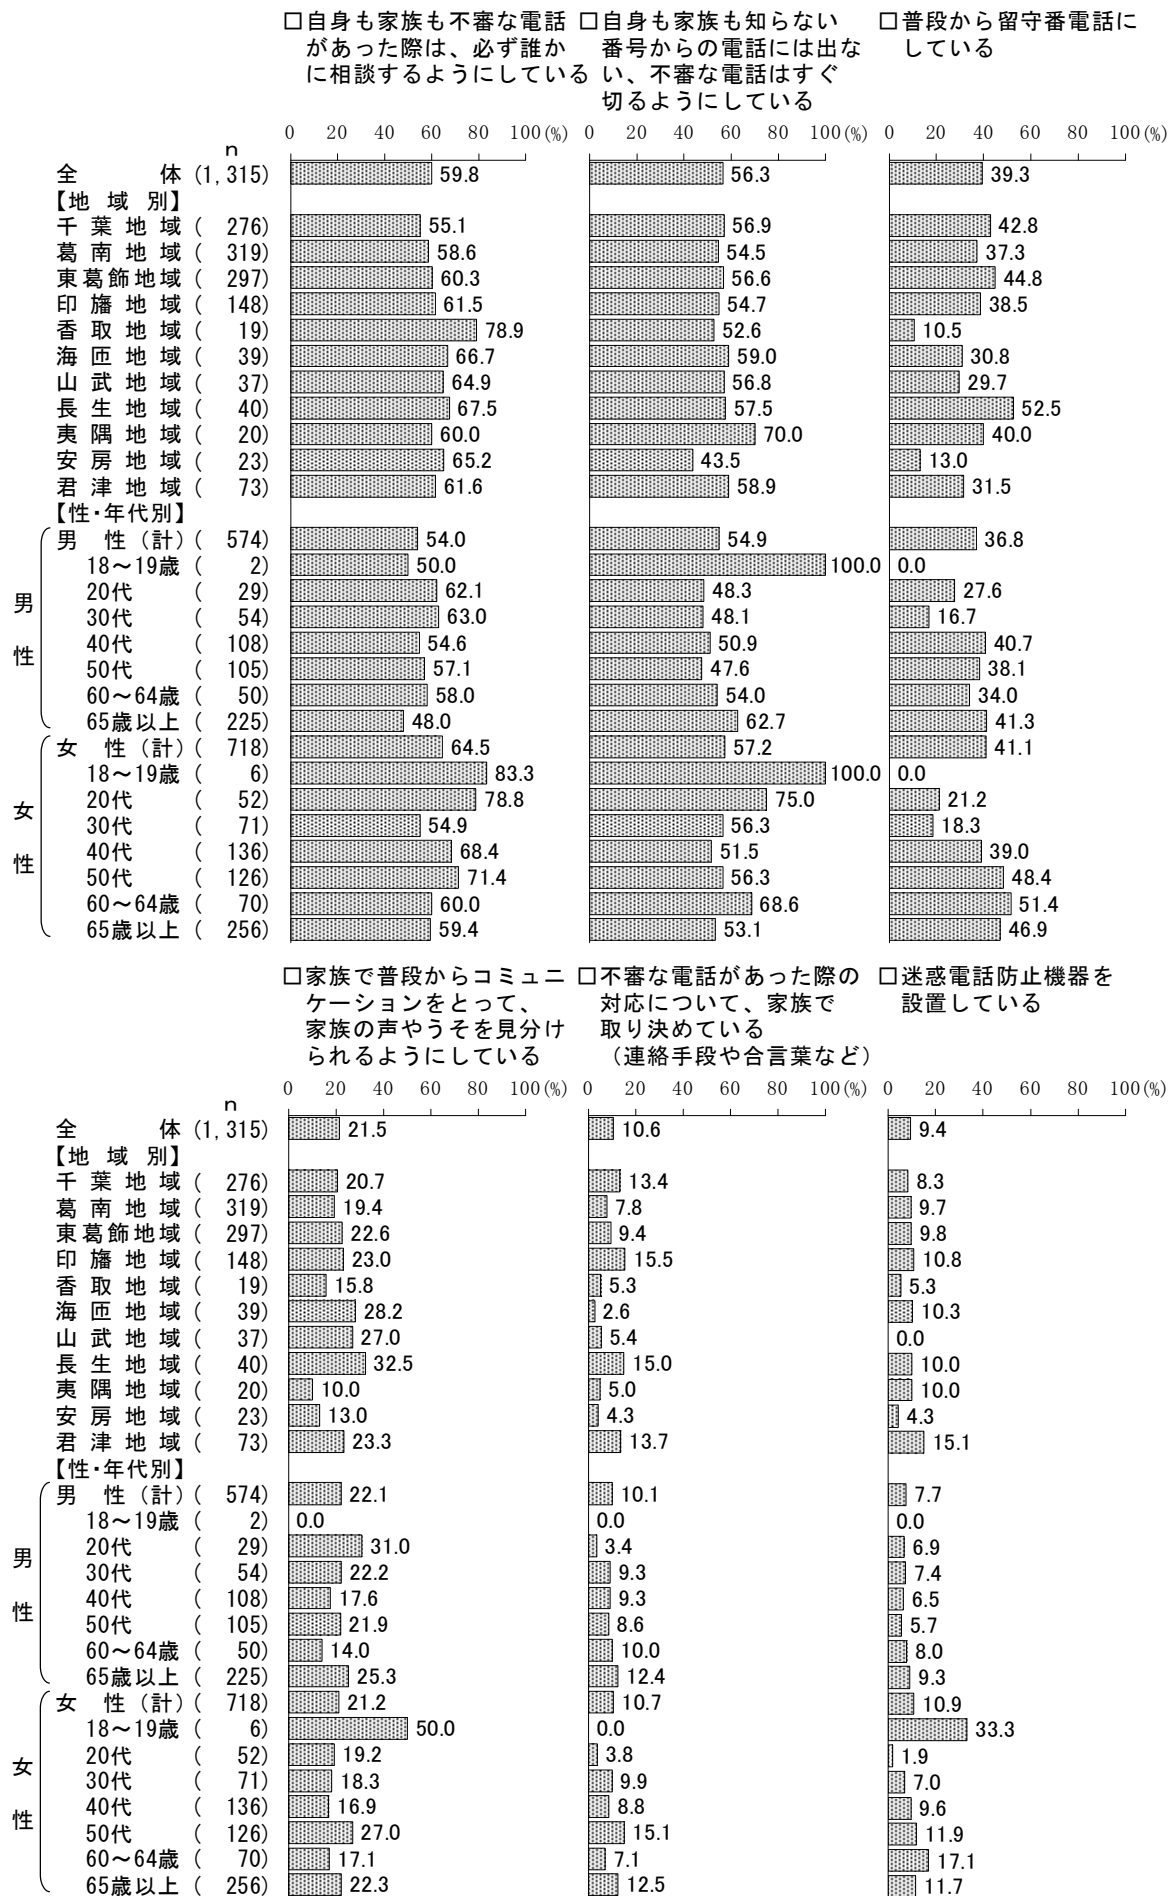 □自身も家族も不審な電話があった際は、必ず誰かに相談するようにしている
□自身も家族も知らない番号からの電話には出ない、不審な電話はすぐ切るようにしている
□普段から留守番電話にしている
0 20 40 60 80 100(%) 0 20 40 60 80 100(%) 0 20 40 60 80 100(%)
n
全体 (1,315) 59.8 56.3 39.3
【地域別】
千葉地域 ( 276) 55.1 56.9 42.8
葛南地域 ( 319) 58.6 54.5 37.3
東葛飾地域 ( 297) 60.3 56.6 44.8
印旛地域 ( 148) 61.5 54.7 38.5
香取地域 ( 19) 78.9 52.6 10.5
海匝地域 ( 39) 66.7 59.0 30.8
山武地域 ( 37) 64.9 56.8 29.7
長生地域 ( 40) 67.5 57.5 52.5
夷隅地域 ( 20) 60.0 70.0 40.0
安房地域 ( 23) 65.2 43.5 13.0
君津地域 ( 73) 61.6 58.9 31.5
【性・年代別】
男性
男性(計) ( 574) 54.0 54.9 36.8
18～19歳 ( 2) 50.0 100.0 0.0
20代 ( 29) 62.1 48.3 27.6
30代 ( 54) 63.0 48.1 16.7
40代 ( 108) 54.6 50.9 40.7
50代 ( 105) 57.1 47.6 38.1
60～64歳 ( 50) 58.0 54.0 34.0
65歳以上 ( 225) 48.0 62.7 41.3
女性
女性(計) ( 718) 64.5 57.2 41.1
18～19歳 ( 6) 83.3 100.0 0.0
20代 ( 52) 78.8 75.0 21.2
30代 ( 71) 54.9 56.3 18.3
40代 ( 136) 68.4 51.5 39.0
50代 ( 126) 71.4 56.3 48.4
60～64歳 ( 70) 60.0 68.6 51.4
65歳以上 ( 256) 59.4 53.1 46.9
□家族で普段からコミュニケーションをとって、家族の声やうそを見分けられるようにしている
□不審な電話があった際の対応について、家族で取り決めている（連絡手段や合言葉など）
□迷惑電話防止機器を設置している
0 20 40 60 80 100(%) 0 20 40 60 80 100(%) 0 20 40 60 80 100(%)
n
全体 (1,315) 21.5 10.6 9.4
【地域別】
千葉地域 ( 276) 20.7 13.4 8.3
葛南地域 ( 319) 19.4 7.8 9.7
東葛飾地域 ( 297) 22.6 9.4 9.8
印旛地域 ( 148) 23.0 15.5 10.8
香取地域 ( 19) 15.8 5.3 5.3
海匝地域 ( 39) 28.2 2.6 10.3
山武地域 ( 37) 27.0 5.4 0.0
長生地域 ( 40) 32.5 15.0 10.0
夷隅地域 ( 20) 10.0 5.0 10.0
安房地域 ( 23) 13.0 4.3 4.3
君津地域 ( 73) 23.3 13.7 15.1
【性・年代別】
男性
男性(計) ( 574) 22.1 10.1 7.7
18～19歳 ( 2) 0.0 0.0 0.0
20代 ( 29) 31.0 3.4 6.9
30代 ( 54) 22.2 9.3 7.4
40代 ( 108) 17.6 9.3 6.5
50代 ( 105) 21.9 8.6 5.7
60～64歳 ( 50) 14.0 10.0 8.0
65歳以上 ( 225) 25.3 12.4 9.3
女性
女性(計) ( 718) 21.2 10.7 10.9
18～19歳 ( 6) 50.0 0.0 33.3
20代 ( 52) 19.2 3.8 1.9
30代 ( 71) 18.3 9.9 7.0
40代 ( 136) 16.9 8.8 9.6
50代 ( 126) 27.0 15.1 11.9
60～64歳 ( 70) 17.1 7.1 17.1
65歳以上 ( 256) 22.3 12.5 11.7